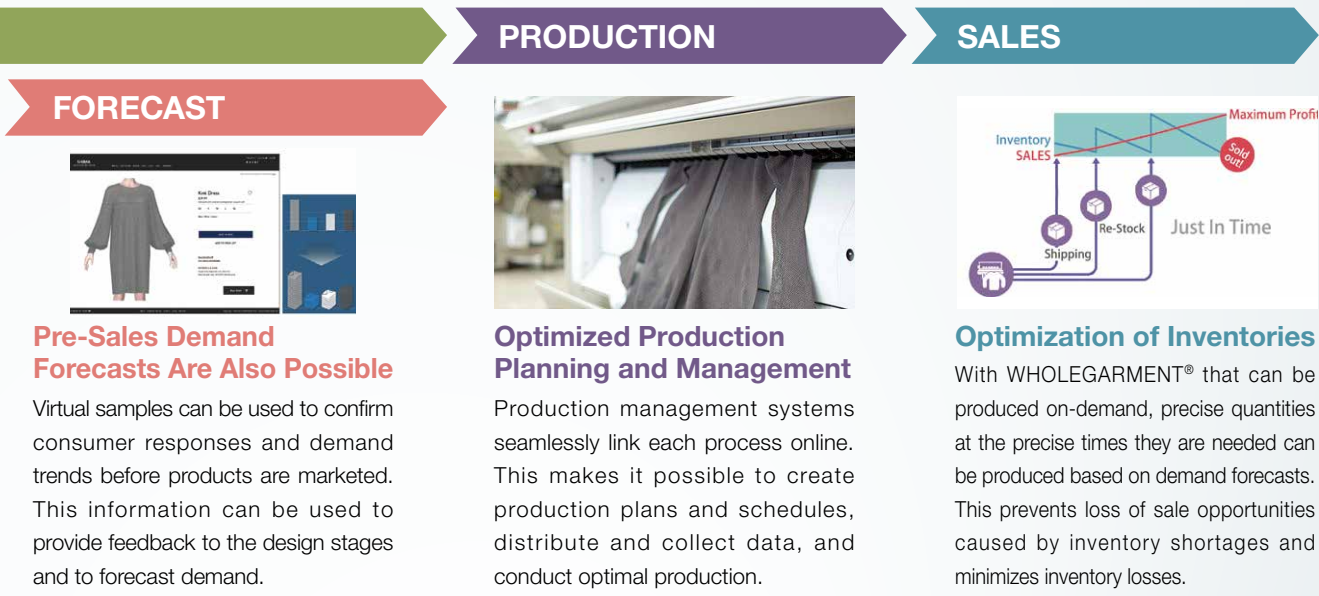 PRODUCTION
SALES
FORECAST
Knit Dress
Maximum Profit
Inventory
SALES
Sold
out!
Re-Stock
Just In Time
Shipping
Pre-Sales Demand
Forecasts Are Also Possible
Virtual samples can be used to confirm
consumer responses and demand
trends before products are marketed.
This information can be used to
provide feedback to the design stages
and to forecast demand.
Optimized Production
Planning and Management
Production management systems
seamlessly link each process online.
This makes it possible to create
production plans and schedules,
distribute and collect data, and
conduct optimal production.
Optimization of Inventories
With WHOLEGARMENT® that can be
produced on-demand, precise quantities
at the precise times they are needed can
be produced based on demand forecasts.
This prevents loss of sale opportunities
caused by inventory shortages and
minimizes inventory losses.